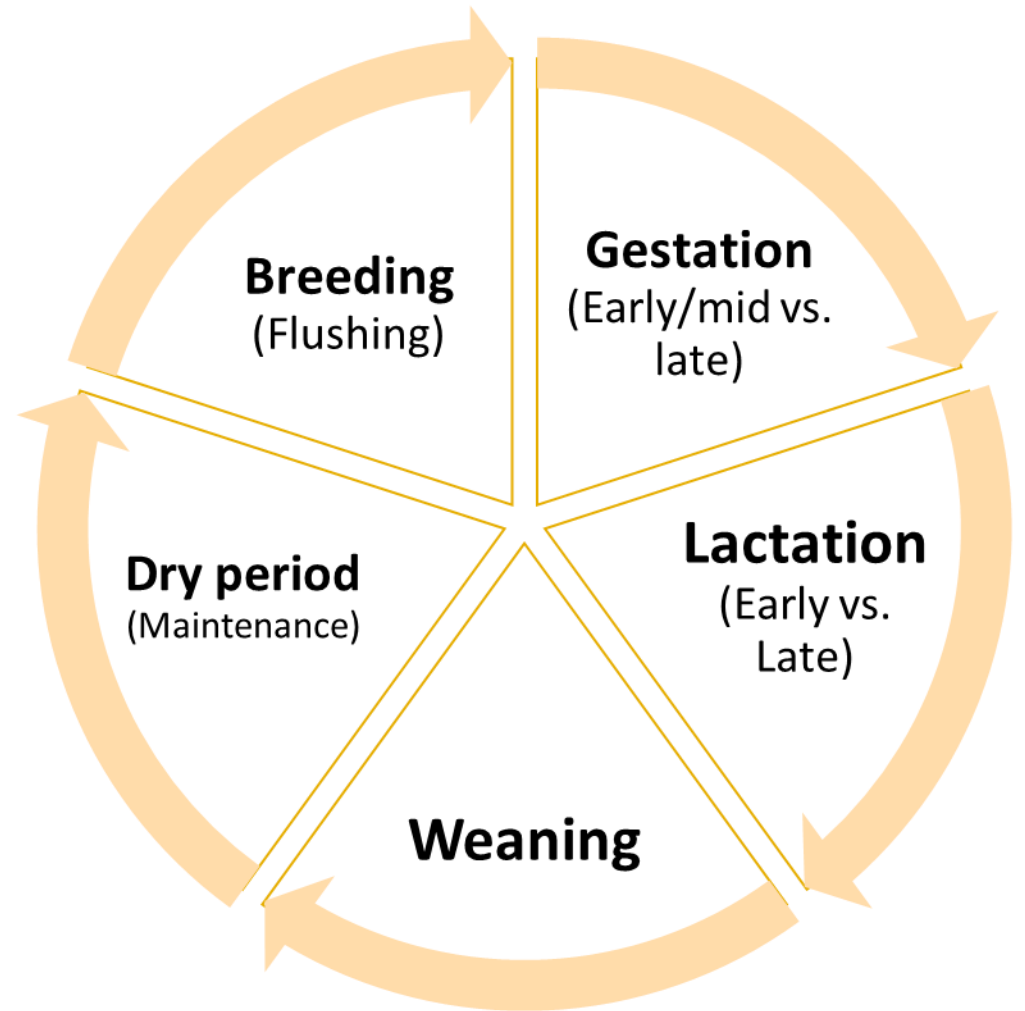 Breeding
(Flushing)
Gestation
(Early/mid vs.
late)
Lactation
(Early vs.
Late)
Weaning
Dry period
(Maintenance)